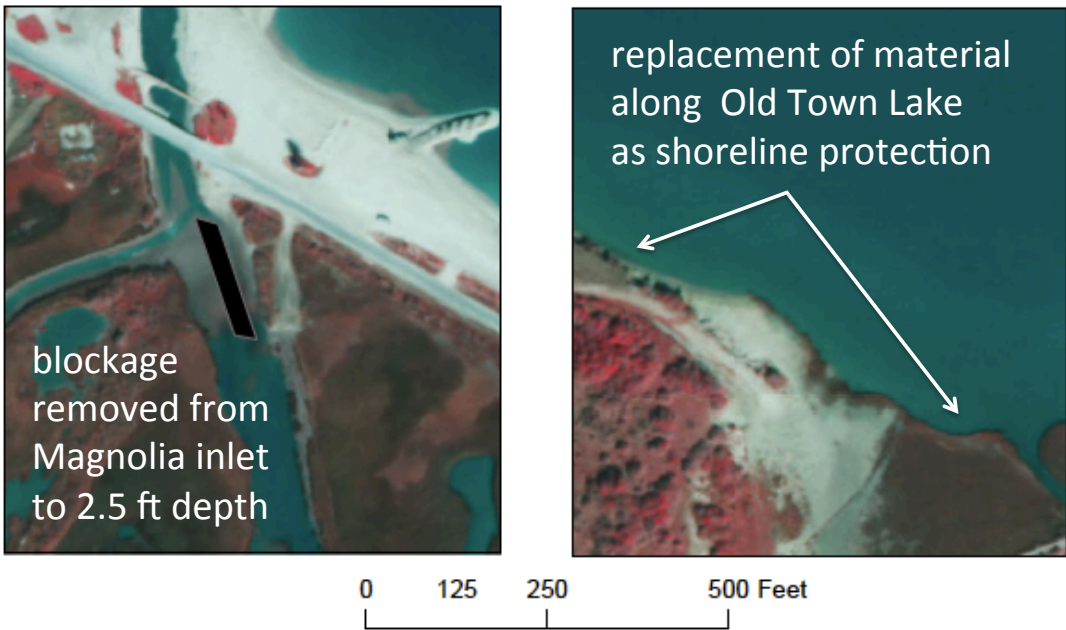 blockage
removed from
Magnolia inlet
to 2.5 ft depth
replacement of material
along Old Town Lake
as shoreline protection
0 125 250 500 Feet